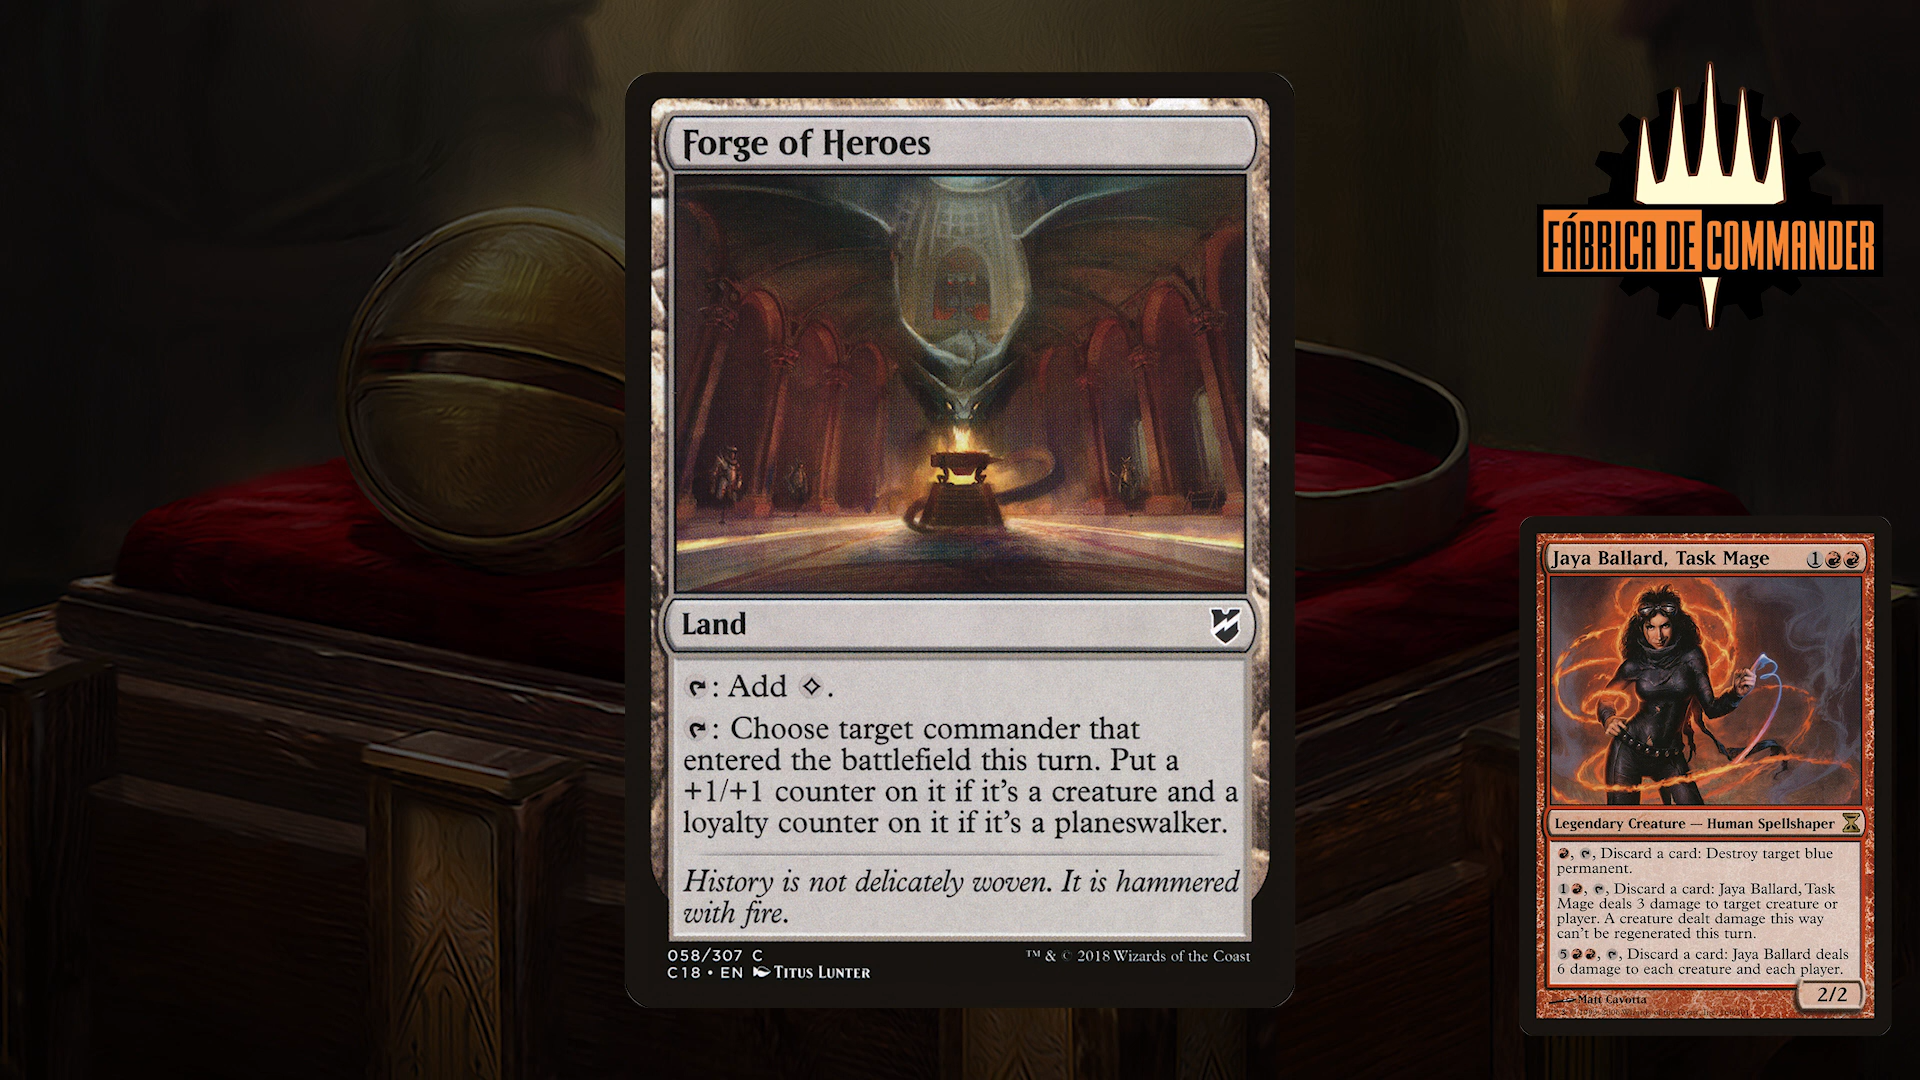 Forge of Heroes
Land
: Add .
: Choose target commander that
entered the battlefield this turn. Put a
+1/+1 counter on it if it's a creature and a
loyalty counter on it if it's a planeswalker.
History is not delicately woven. It is hammered
with fire.
058/307 C
C18 • EN Titus Lunter
™ & © 2018 Wizards of the Coast
FÁBRICA DE COMMANDER
Jaya Ballard, Task Mage 1
Legendary Creature — Human Spellshaper
, , Discard a card: Destroy target blue
permanent.
1 , , Discard a card: Jaya Ballard, Task
Mage deals 3 damage to target creature or
player. A creature dealt damage this way
can't be regenerated this turn.
5 , , Discard a card: Jaya Ballard deals
6 damage to each creature and each player.
Matt Cavotta
2/2